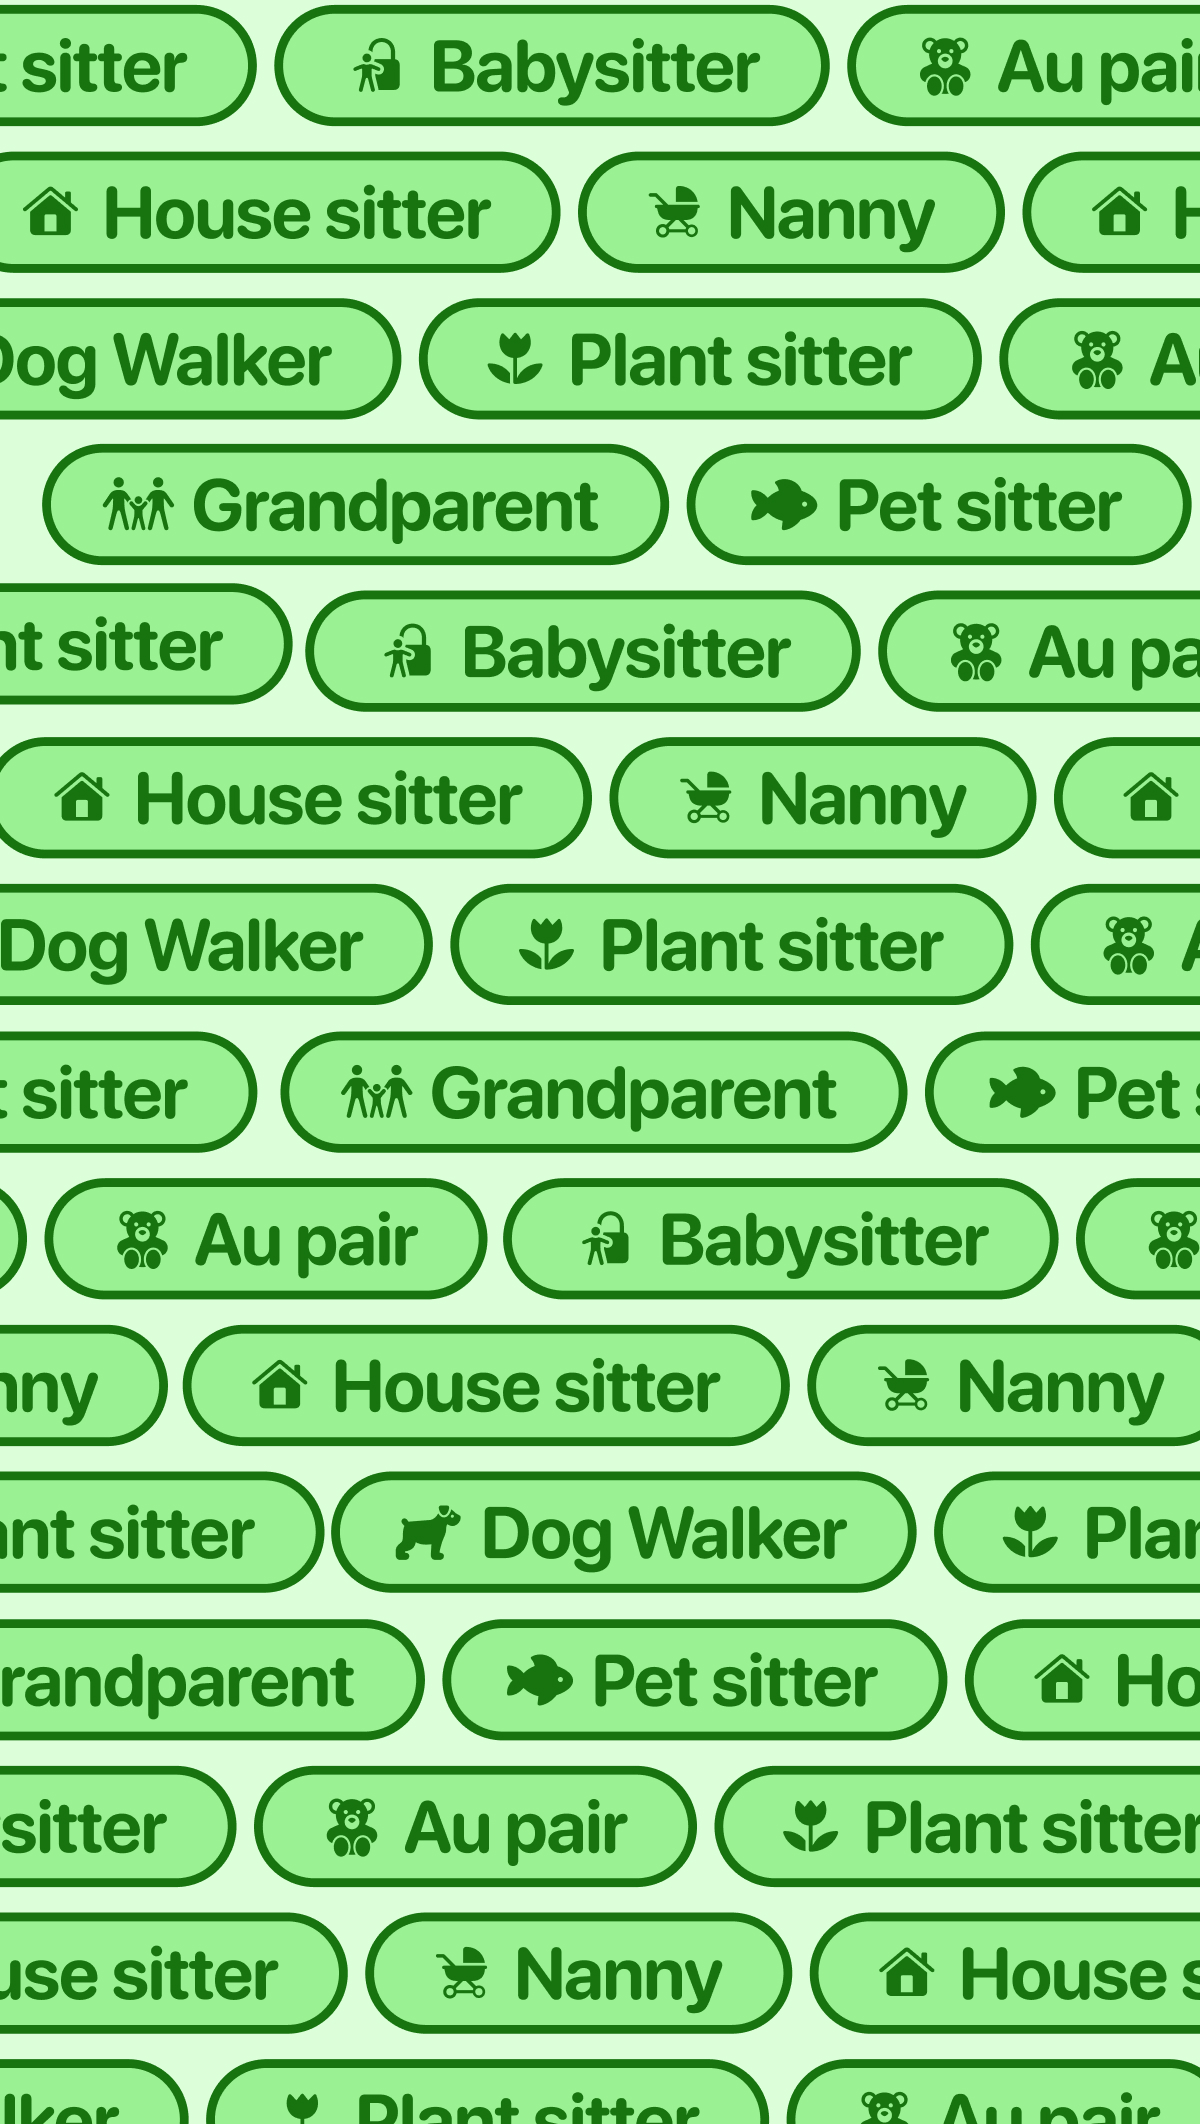 sitter Babysitter Au pair
House sitter Nanny H
Dog Walker Plant sitter Au
Grandparent Pet sitter
nt sitter Babysitter Au pa
House sitter Nanny
Dog Walker Plant sitter A
t sitter Grandparent Pet s
Au pair Babysitter
nny House sitter Nanny
ant sitter Dog Walker Plan
randparent Pet sitter Ho
sitter Au pair Plant sitter
use sitter Nanny House s
lker Plant sitter Au pair